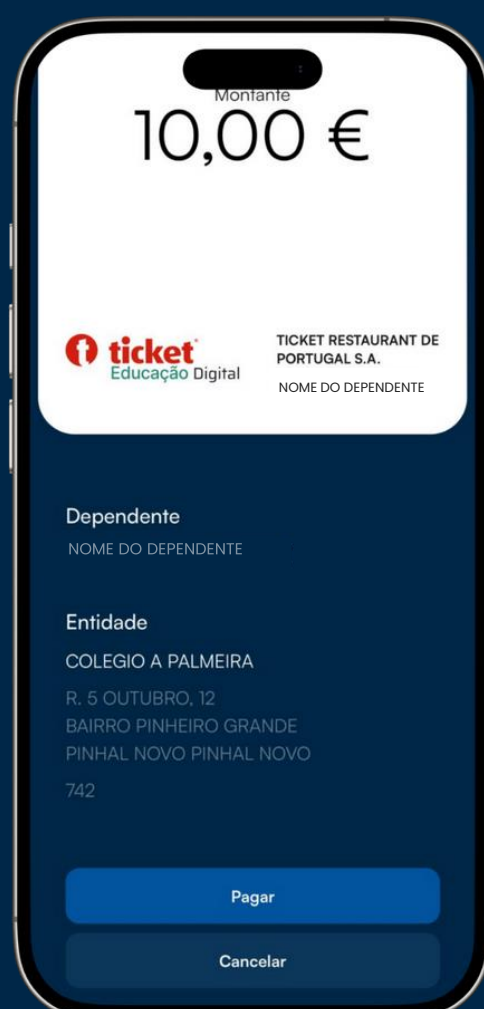 Montante
10,00 €
ticket
Educação Digital
TICKET RESTAURANT DE
PORTUGAL S.A.
NOME DO DEPENDENTE
Dependente
NOME DO DEPENDENTE
Entidade
COLEGIO A PALMEIRA
R. 5 OUTUBRO, 12
BAIRRO PINHEIRO GRANDE
PINHAL NOVO PINHAL NOVO
742
Pagar
Cancelar